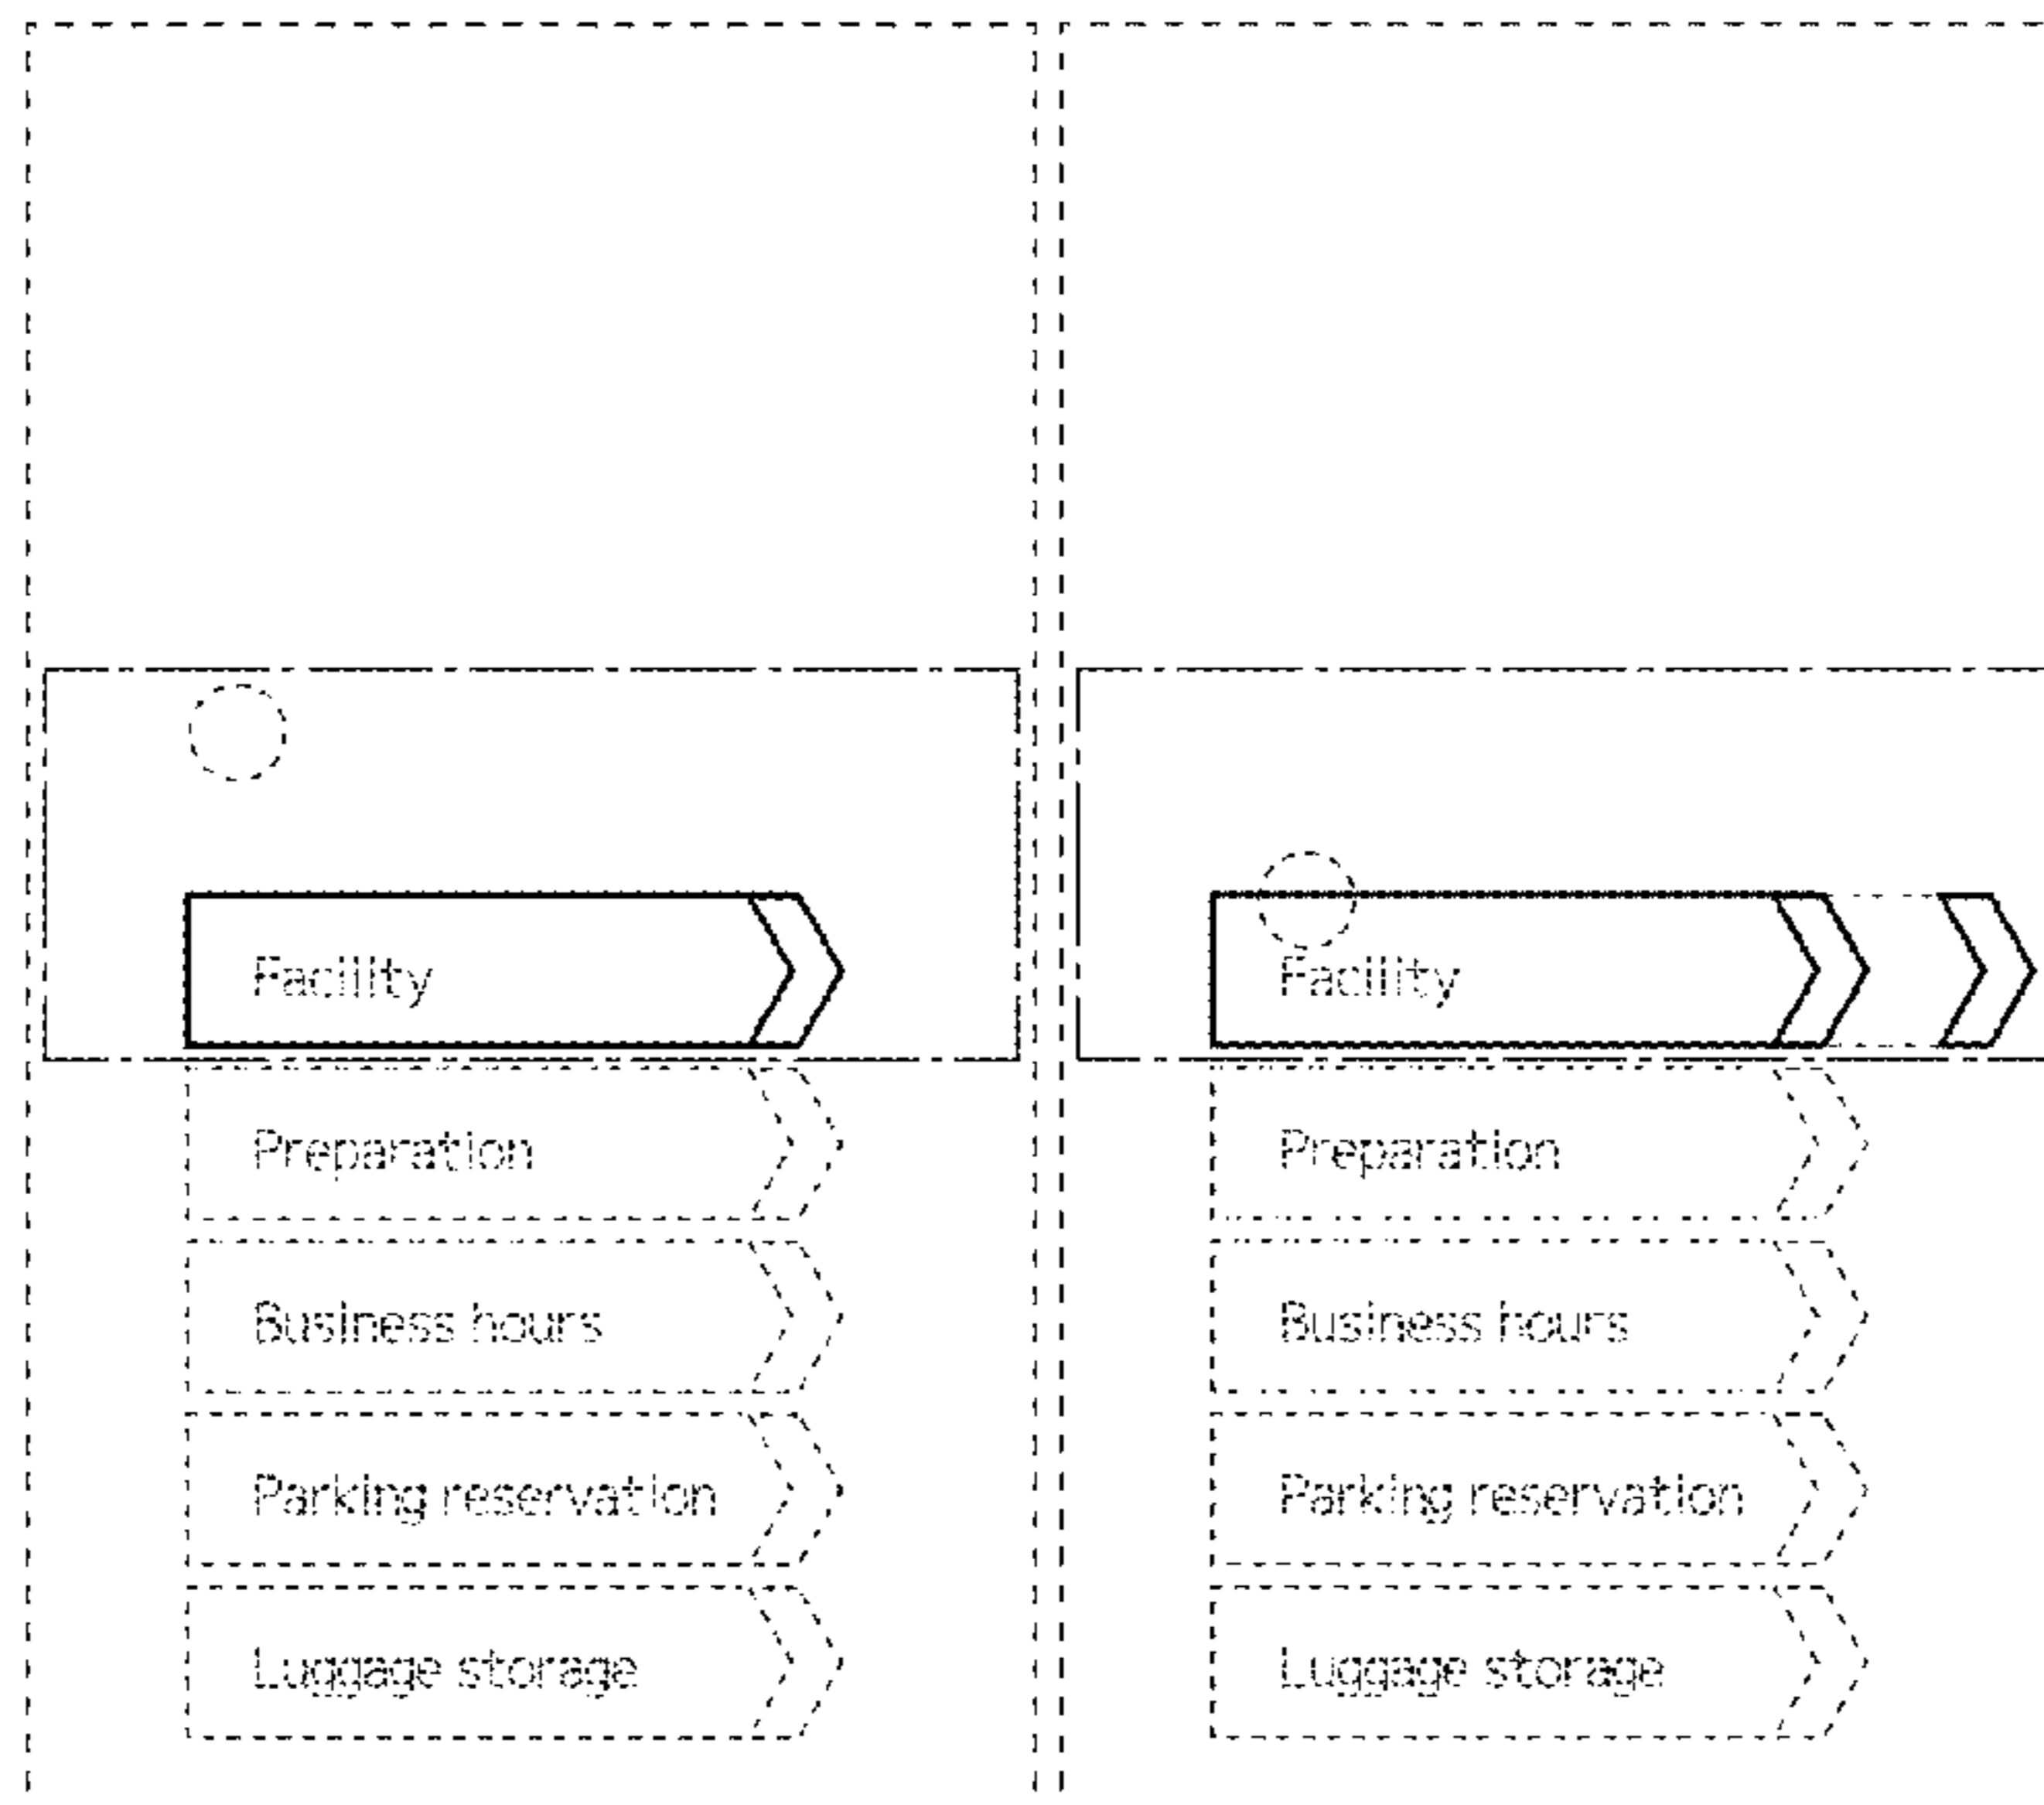 Facility
Preparation
Business hours
Parking reservation
Luggage storage
Facility
Preparation
Business hours
Parking reservation
Luggage storage